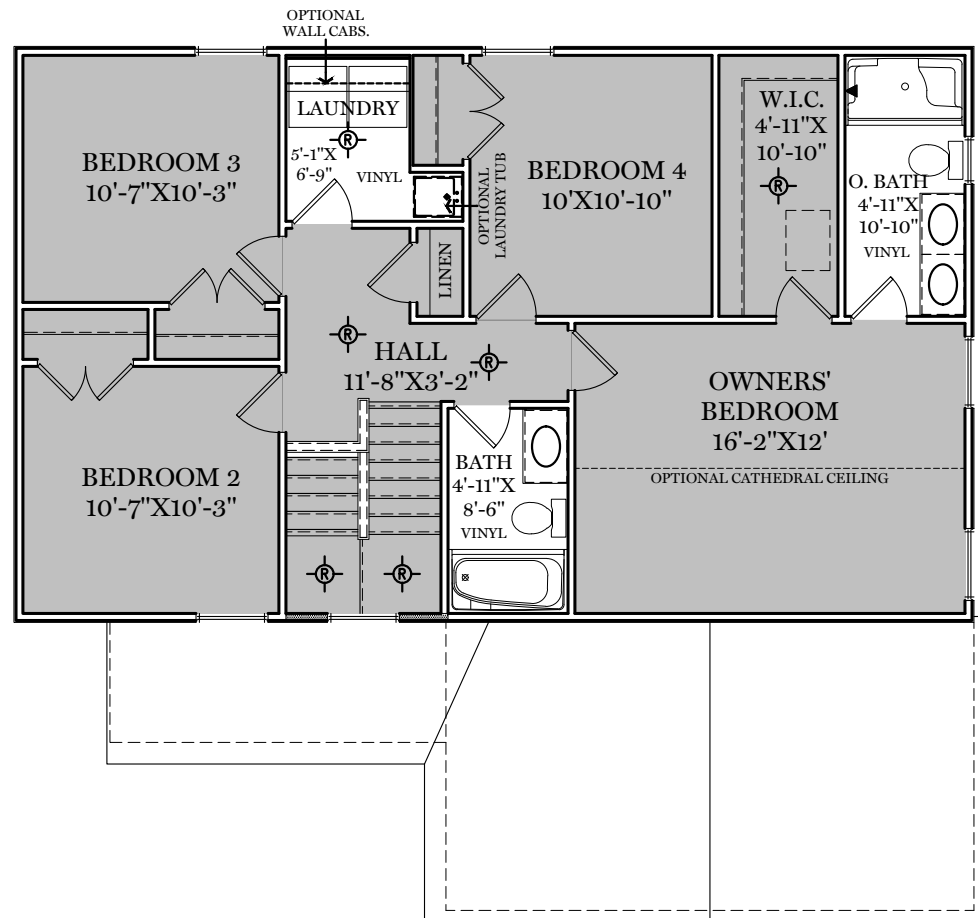 OPTIONAL
WALL CABS.
LAUNDRY
5'-1"X
6'-9"
VINYL
R
OPTIONAL
LAUNDRY TUB
BEDROOM 3
10'-7"X10'-3"
BEDROOM 4
10'X10'-10"
W.I.C.
4'-11"X
10'-10"
R
O. BATH
4'-11"X
10'-10"
VINYL
LINEN
R
HALL
11'-8"X3'-2"
R
OWNERS'
BEDROOM
16'-2"X12'
OPTIONAL CATHEDRAL CEILING
BEDROOM 2
10'-7"X10'-3"
BATH
4'-11"X
8'-6"
VINYL
R
R